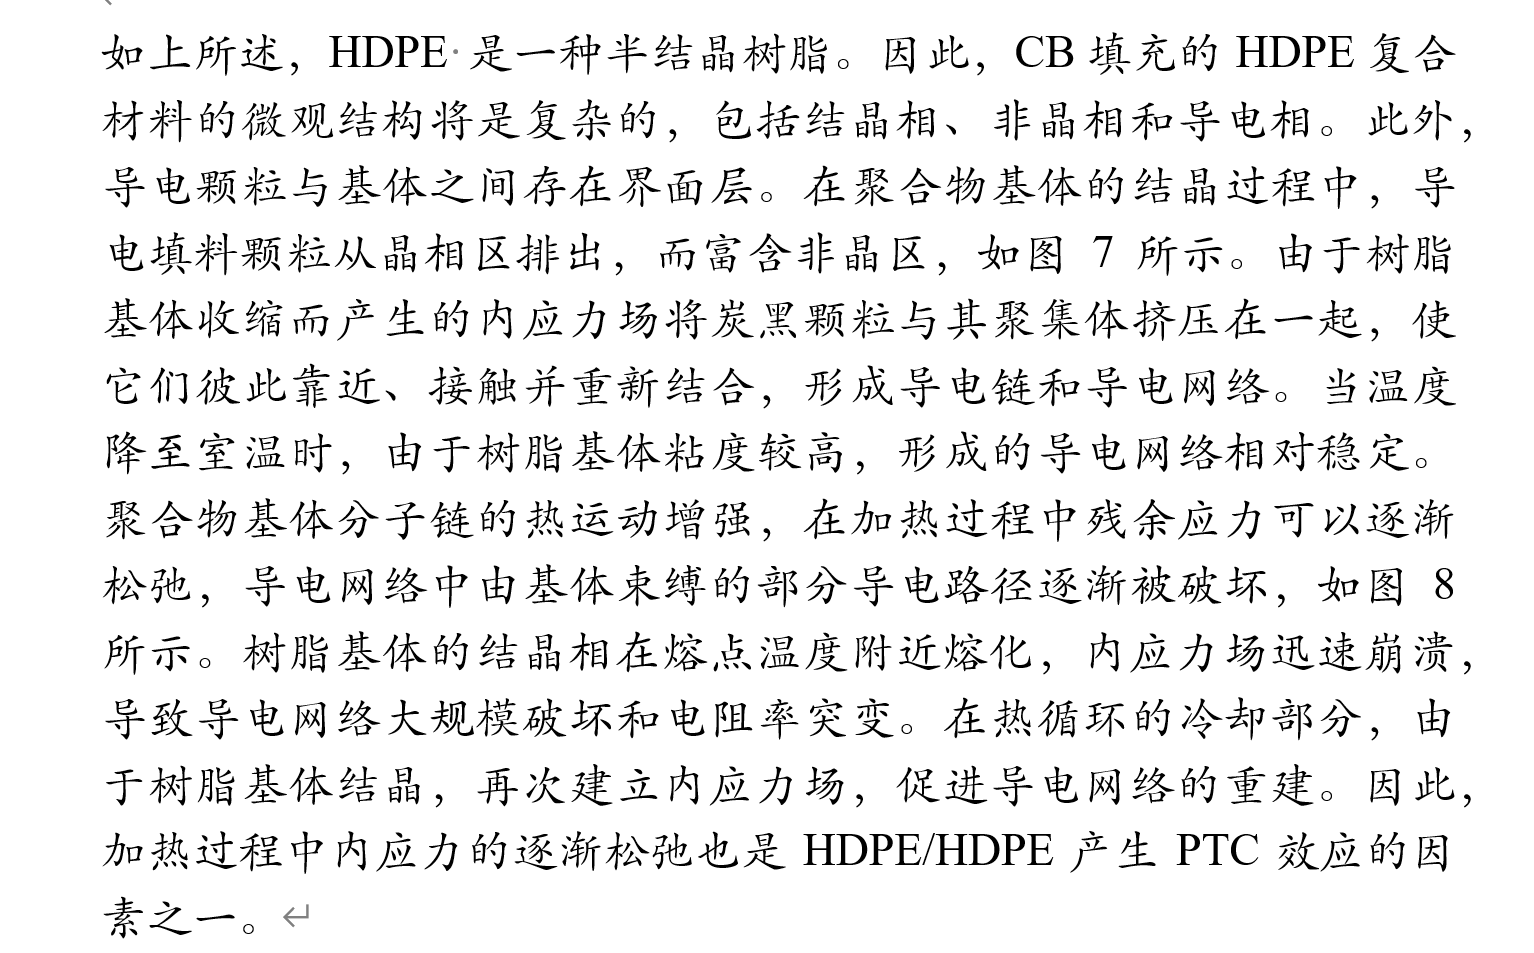 如上所述，HDPE 是一种半结晶树脂。因此，CB 填充的 HDPE 复合
材料的微观结构将是复杂的，包括结晶相、非晶相和导电相。此外，
导电颗粒与基体之间存在界面层。在聚合物基体的结晶过程中，导
电填料颗粒从晶相区排出，而富含非晶区，如图 7 所示。由于树脂
基体收缩而产生的内应力场将炭黑颗粒与其聚集体挤压在一起，使
它们彼此靠近、接触并重新结合，形成导电链和导电网络。当温度
降至室温时，由于树脂基体粘度较高，形成的导电网络相对稳定。
聚合物基体分子链的热运动增强，在加热过程中残余应力可以逐渐
松弛，导电网络中由基体束缚的部分导电路径逐渐被破坏，如图 8
所示。树脂基体的结晶相在熔点温度附近熔化，内应力场迅速崩溃，
导致导电网络大规模破坏和电阻率突变。在热循环的冷却部分，由
于树脂基体结晶，再次建立内应力场，促进导电网络的重建。因此，
加热过程中内应力的逐渐松弛也是 HDPE/HDPE 产生 PTC 效应的因
素之一。